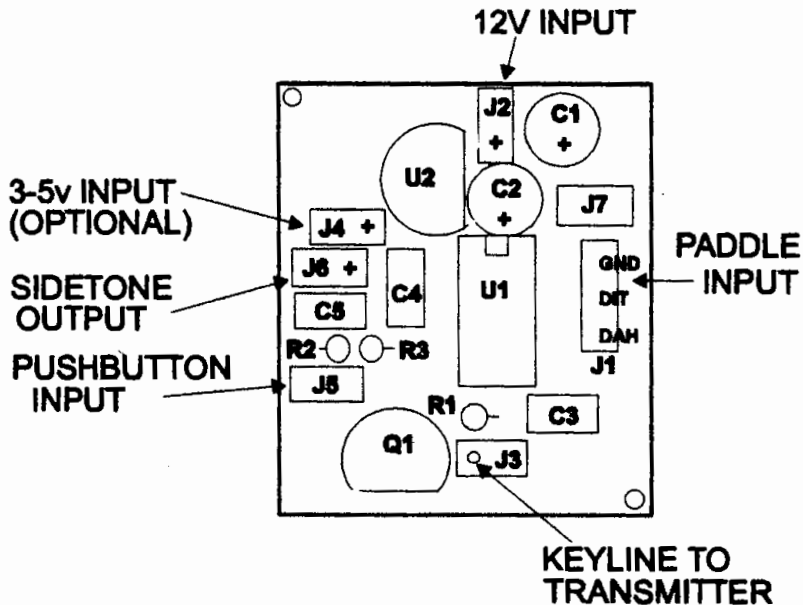 12V INPUT
J2
+
C1
+
U2
C2
+
J7
3-5v INPUT
(OPTIONAL)
J4 +
J6 +
SIDETONE
OUTPUT
C5
C4
U1
GND
DIT
DAH
J1
PADDLE
INPUT
R2
R3
PUSHBUTTON
INPUT
J5
R1
C3
Q1
J3
KEYLINE TO
TRANSMITTER